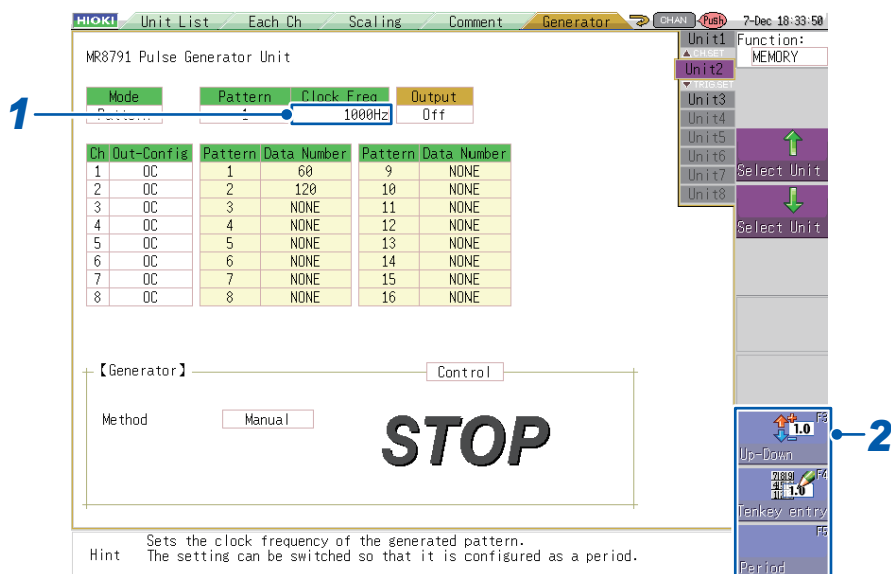 HIOKI Unit List Each Ch Scaling Comment Generator CHAN Push 7-Dec 18:33:50
Unit1 Function:
▲CHSET MEMORY
MR8791 Pulse Generator Unit
Unit2
▼TRIGSET
Mode Pattern Clock Freq Output Unit3
1 Pattern 1 1000Hz Off Unit4
Unit5
Ch Out-Config Pattern Data Number Pattern Data Number Unit6
1 OC 1 60 9 NONE Unit7 Select Unit
2 OC 2 120 10 NONE Unit8
3 OC 3 NONE 11 NONE
4 OC 4 NONE 12 NONE Select Unit
5 OC 5 NONE 13 NONE
6 OC 6 NONE 14 NONE
7 OC 7 NONE 15 NONE
8 OC 8 NONE 16 NONE
【Generator】 Control
Method Manual STOP
F3
1.0 2
Up-Down
F4
1.0
Tenkey entry
F5
Period
Hint Sets the clock frequency of the generated pattern.
The setting can be switched so that it is configured as a period.